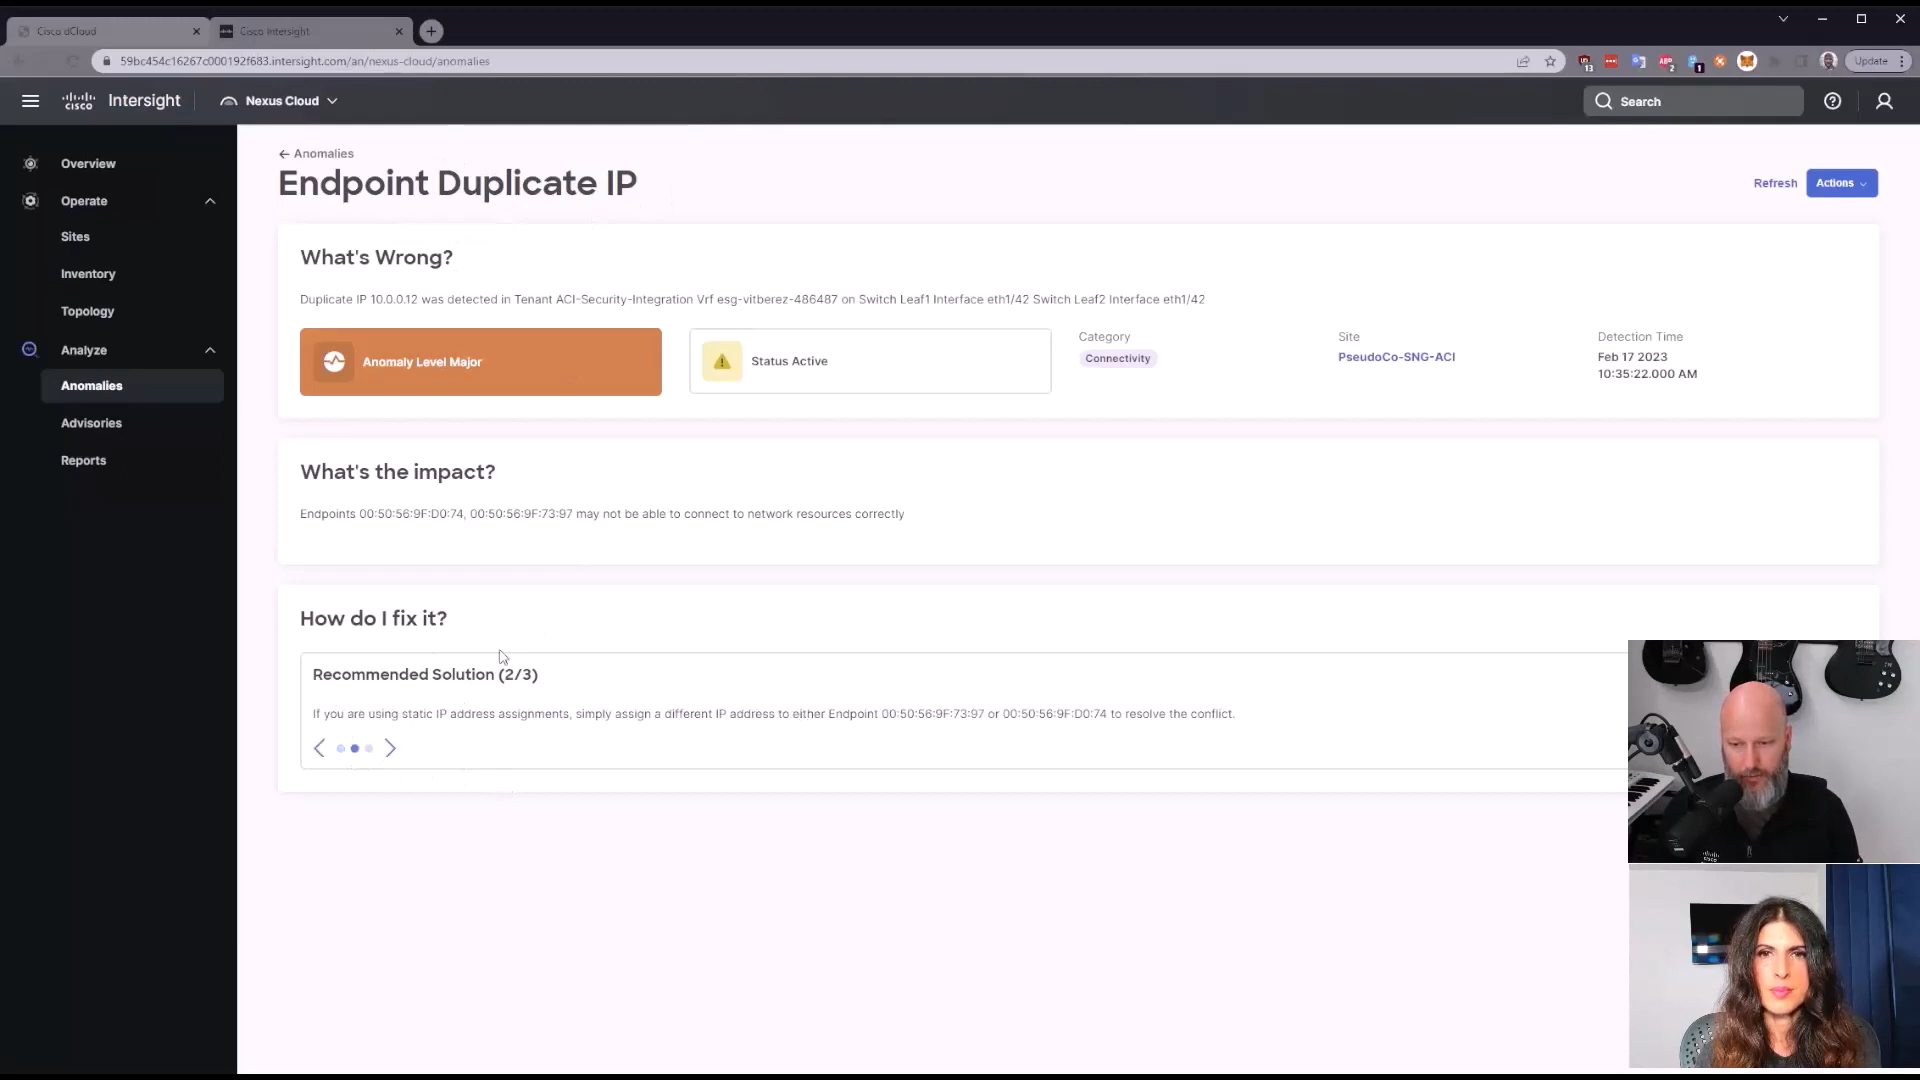 Cisco dCloud
Cisco Intersight
59bc454c16267c000192f683.intersight.com/an/nexus-cloud/anomalies
13
2
1
Update
cisco
Intersight
Nexus Cloud
Search
Overview
Operate
Sites
Inventory
Topology
Analyze
Anomalies
Advisories
Reports
← Anomalies
Endpoint Duplicate IP
Refresh
Actions
What's Wrong?
Duplicate IP 10.0.0.12 was detected in Tenant ACI-Security-Integration Vrf esg-vitberez-486487 on Switch Leaf1 Interface eth1/42 Switch Leaf2 Interface eth1/42
Anomaly Level Major
Status Active
Category
Connectivity
Site
PseudoCo-SNG-ACI
Detection Time
Feb 17 2023
10:35:22.000 AM
What's the impact?
Endpoints 00:50:56:9F:D0:74, 00:50:56:9F:73:97 may not be able to connect to network resources correctly
How do I fix it?
Recommended Solution (2/3)
If you are using static IP address assignments, simply assign a different IP address to either Endpoint 00:50:56:9F:73:97 or 00:50:56:9F:D0:74 to resolve the conflict.